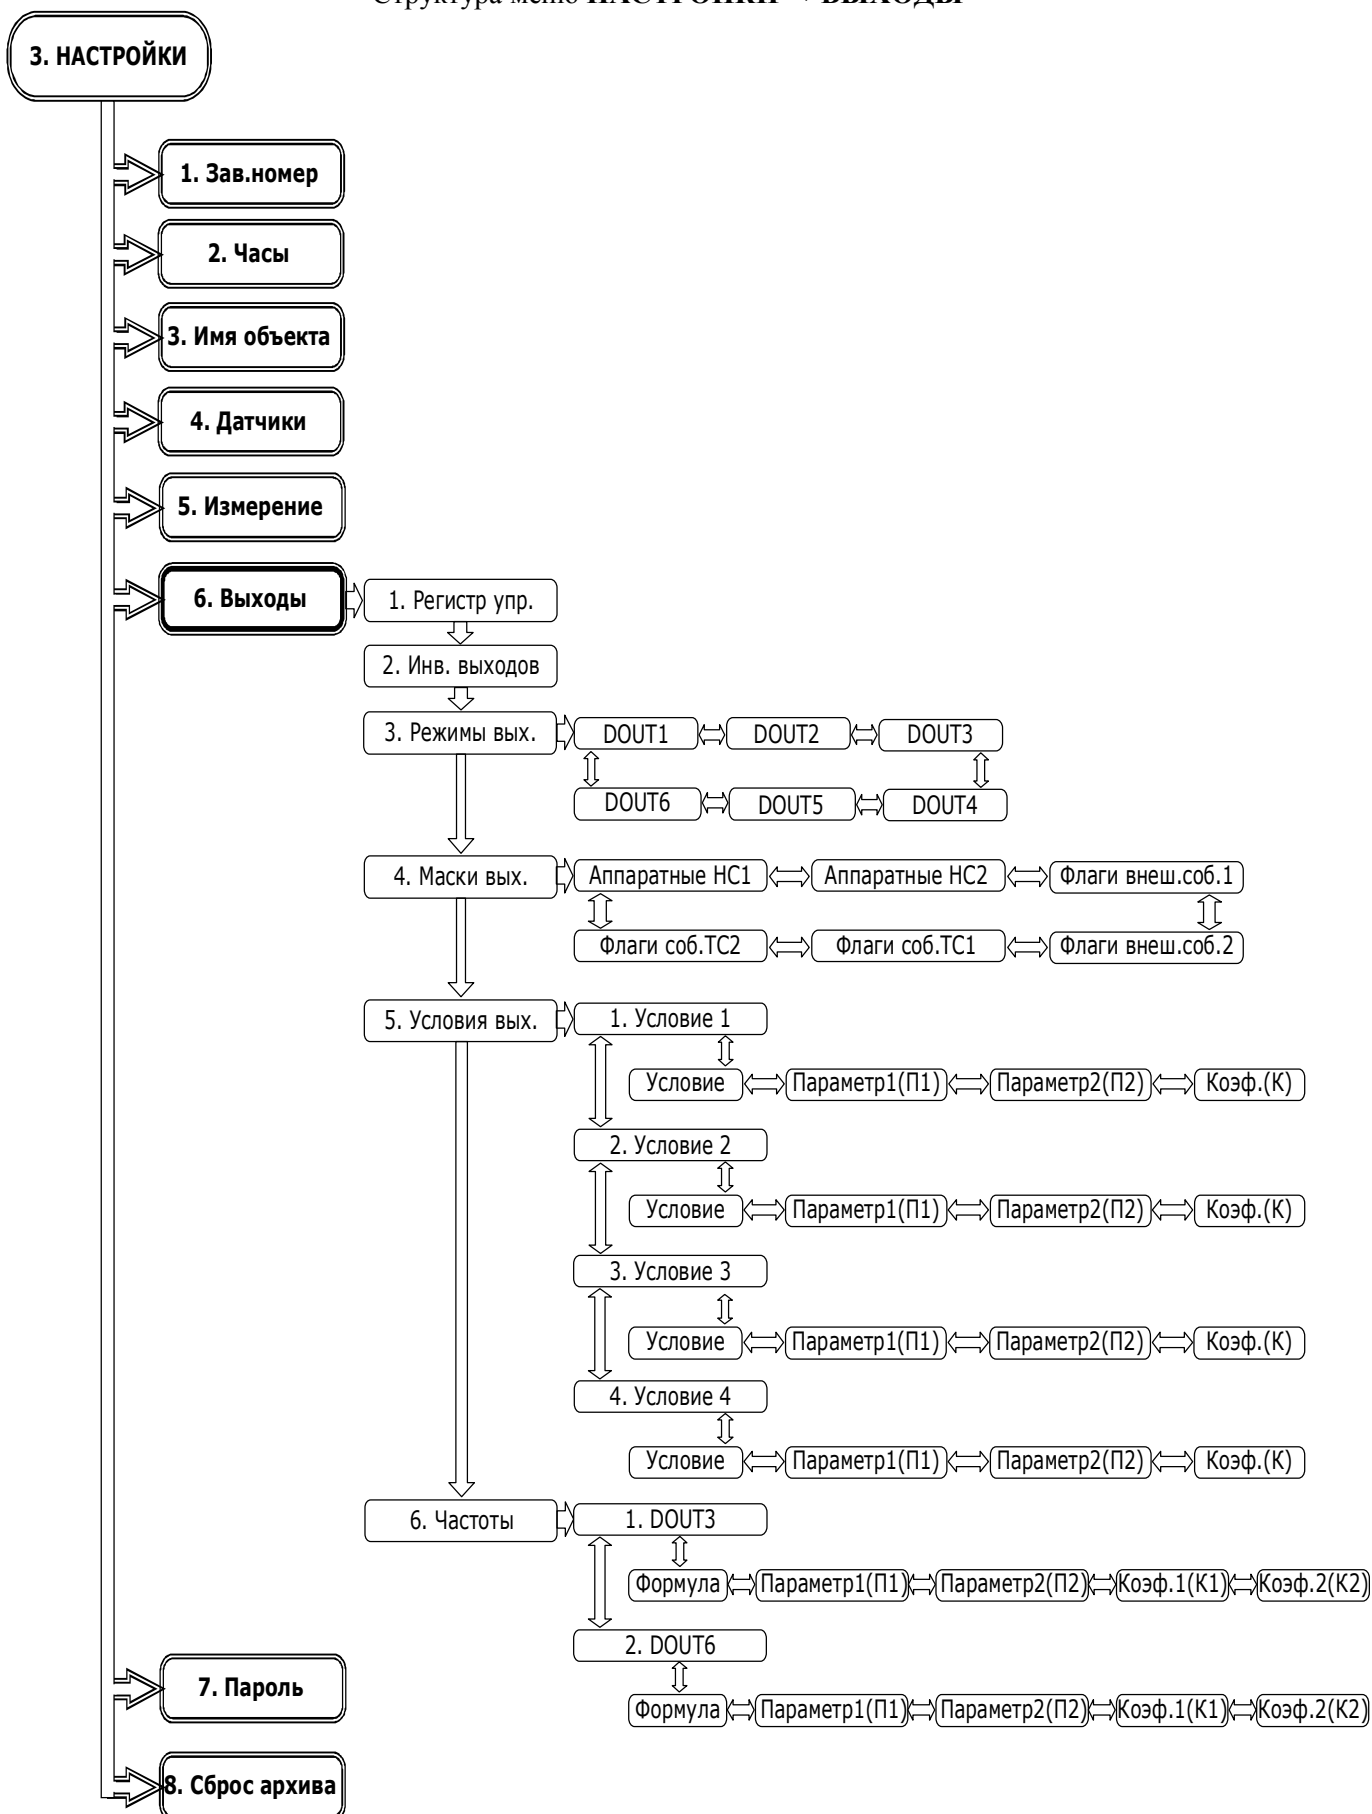 Структура меню НАСТРОЙКИ → ВЫХОДЫ
3. НАСТРОЙКИ
1. Зав.номер
2. Часы
3. Имя объекта
4. Датчики
5. Измерение
6. Выходы
1. Регистр упр.
2. Инв. выходов
3. Режимы вых.
DOUT1 DOUT2 DOUT3
DOUT6 DOUT5 DOUT4
4. Маски вых.
Аппаратные НС1 Аппаратные НС2 Флаги внеш.соб.1
Флаги соб.ТС2 Флаги соб.ТС1 Флаги внеш.соб.2
5. Условия вых.
1. Условие 1
Условие Параметр1(П1) Параметр2(П2) Коэф.(К)
2. Условие 2
Условие Параметр1(П1) Параметр2(П2) Коэф.(К)
3. Условие 3
Условие Параметр1(П1) Параметр2(П2) Коэф.(К)
4. Условие 4
Условие Параметр1(П1) Параметр2(П2) Коэф.(К)
6. Частоты
1. DOUT3
Формула Параметр1(П1) Параметр2(П2) Коэф.1(К1) Коэф.2(К2)
2. DOUT6
Формула Параметр1(П1) Параметр2(П2) Коэф.1(К1) Коэф.2(К2)
7. Пароль
8. Сброс архива